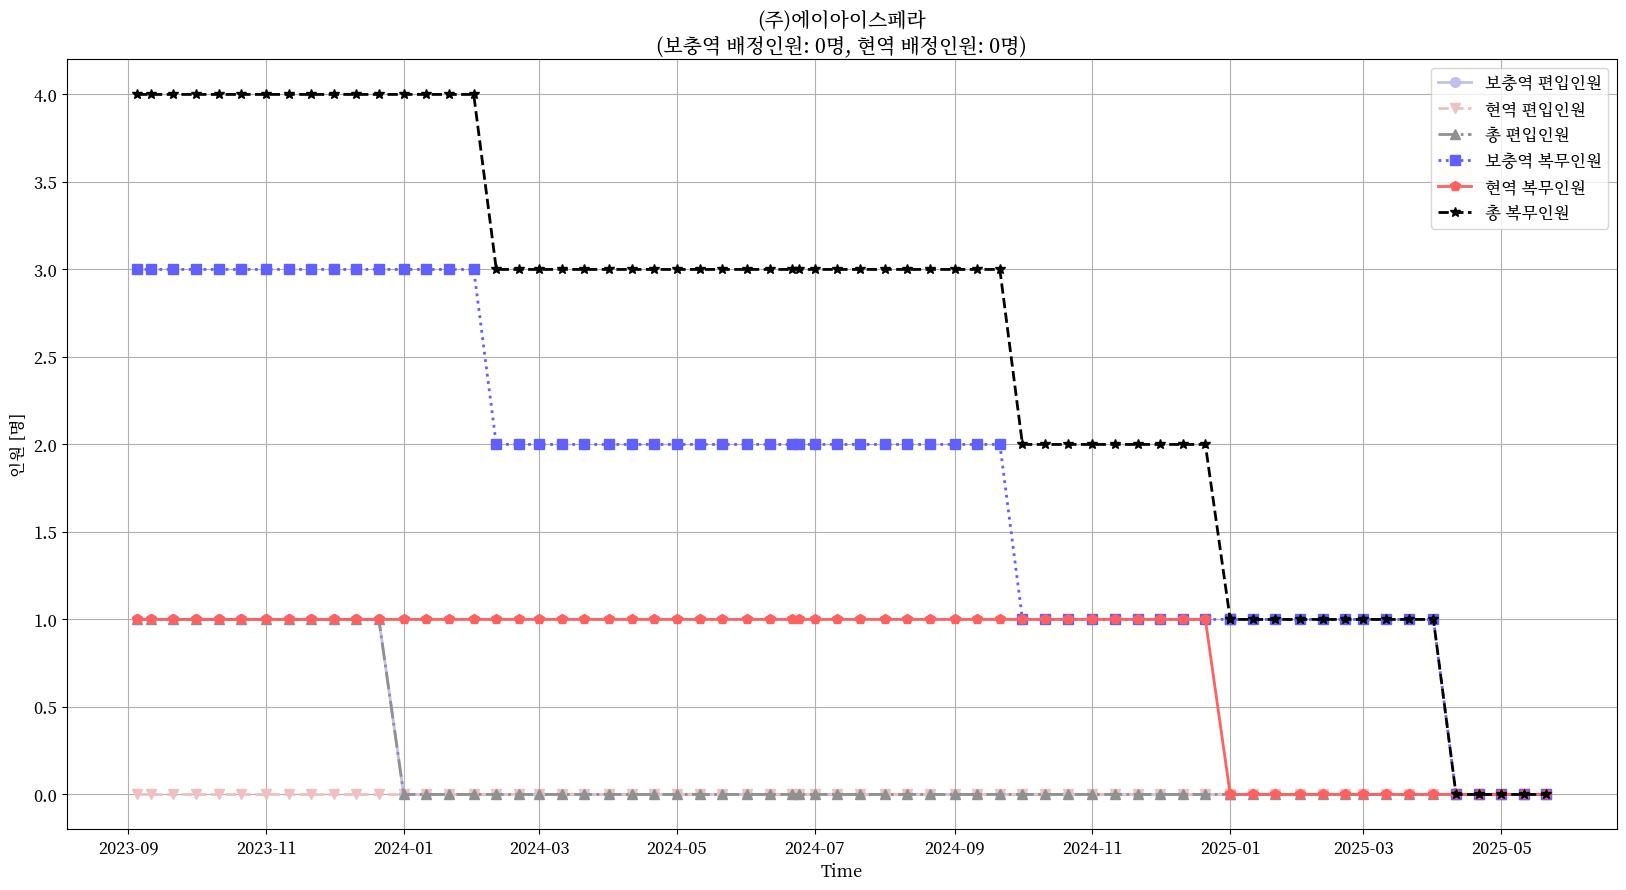 (주)에이아이스페라
(보충역 배정인원: 0명, 현역 배정인원: 0명)
보충역 편입인원
현역 편입인원
총 편입인원
보충역 복무인원
현역 복무인원
총 복무인원
인원 [명]
4.0
3.5
3.0
2.5
2.0
1.5
1.0
0.5
0.0
2023-09 2023-11 2024-01 2024-03 2024-05 2024-07 2024-09 2024-11 2025-01 2025-03 2025-05
Time